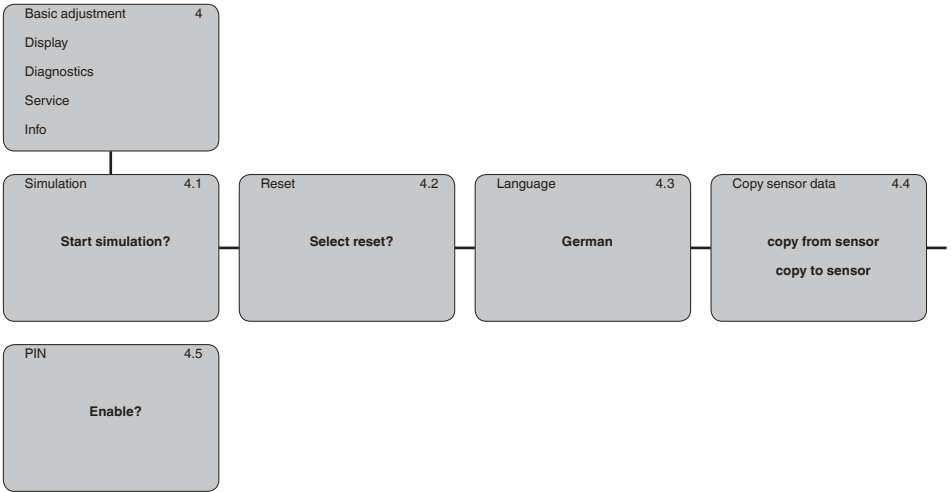 Basic adjustment 4
Display
Diagnostics
Service
Info
Simulation 4.1
Start simulation?
Reset 4.2
Select reset?
Language 4.3
German
Copy sensor data 4.4
copy from sensor
copy to sensor
PIN 4.5
Enable?